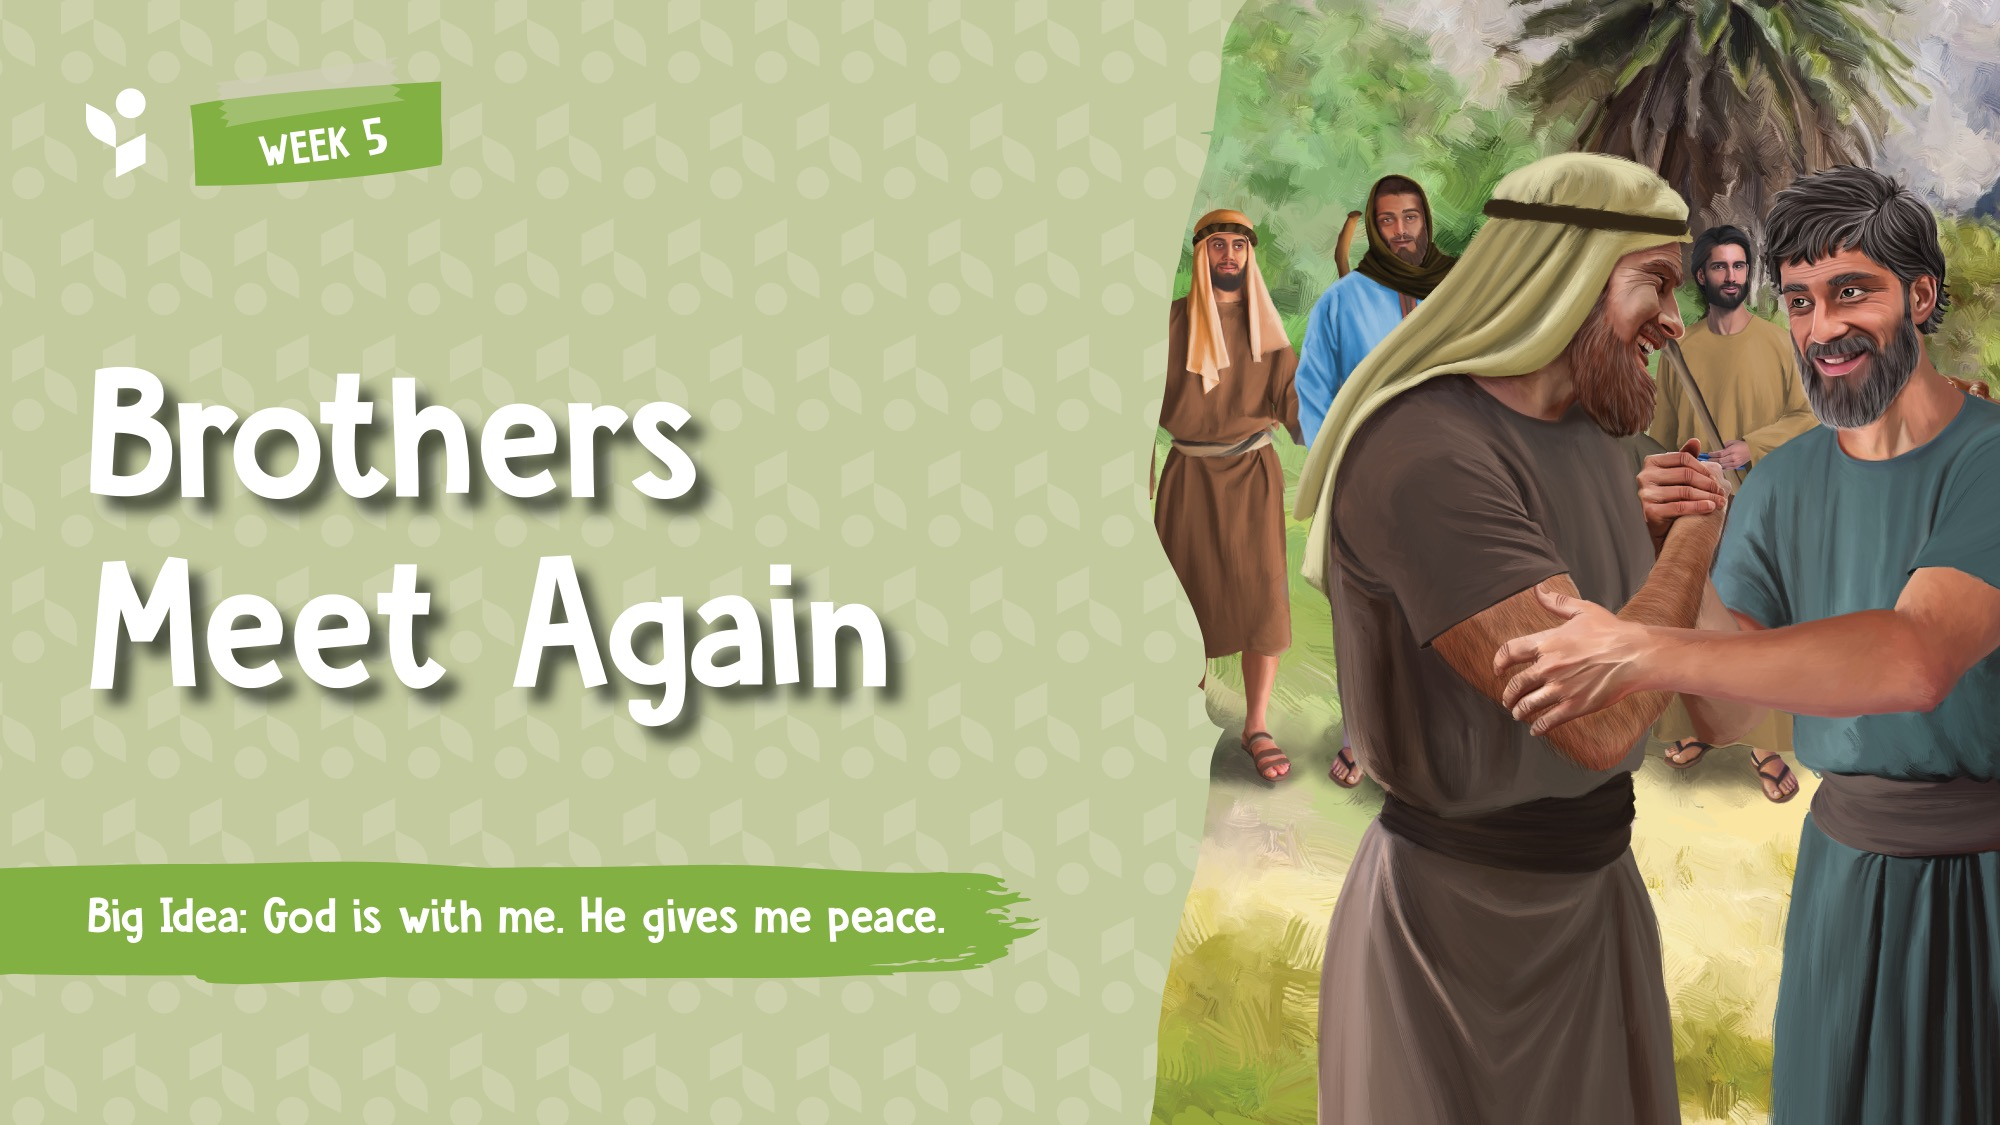 WEEK 5
Brothers
Meet Again
Big Idea: God is with me. He gives me peace.